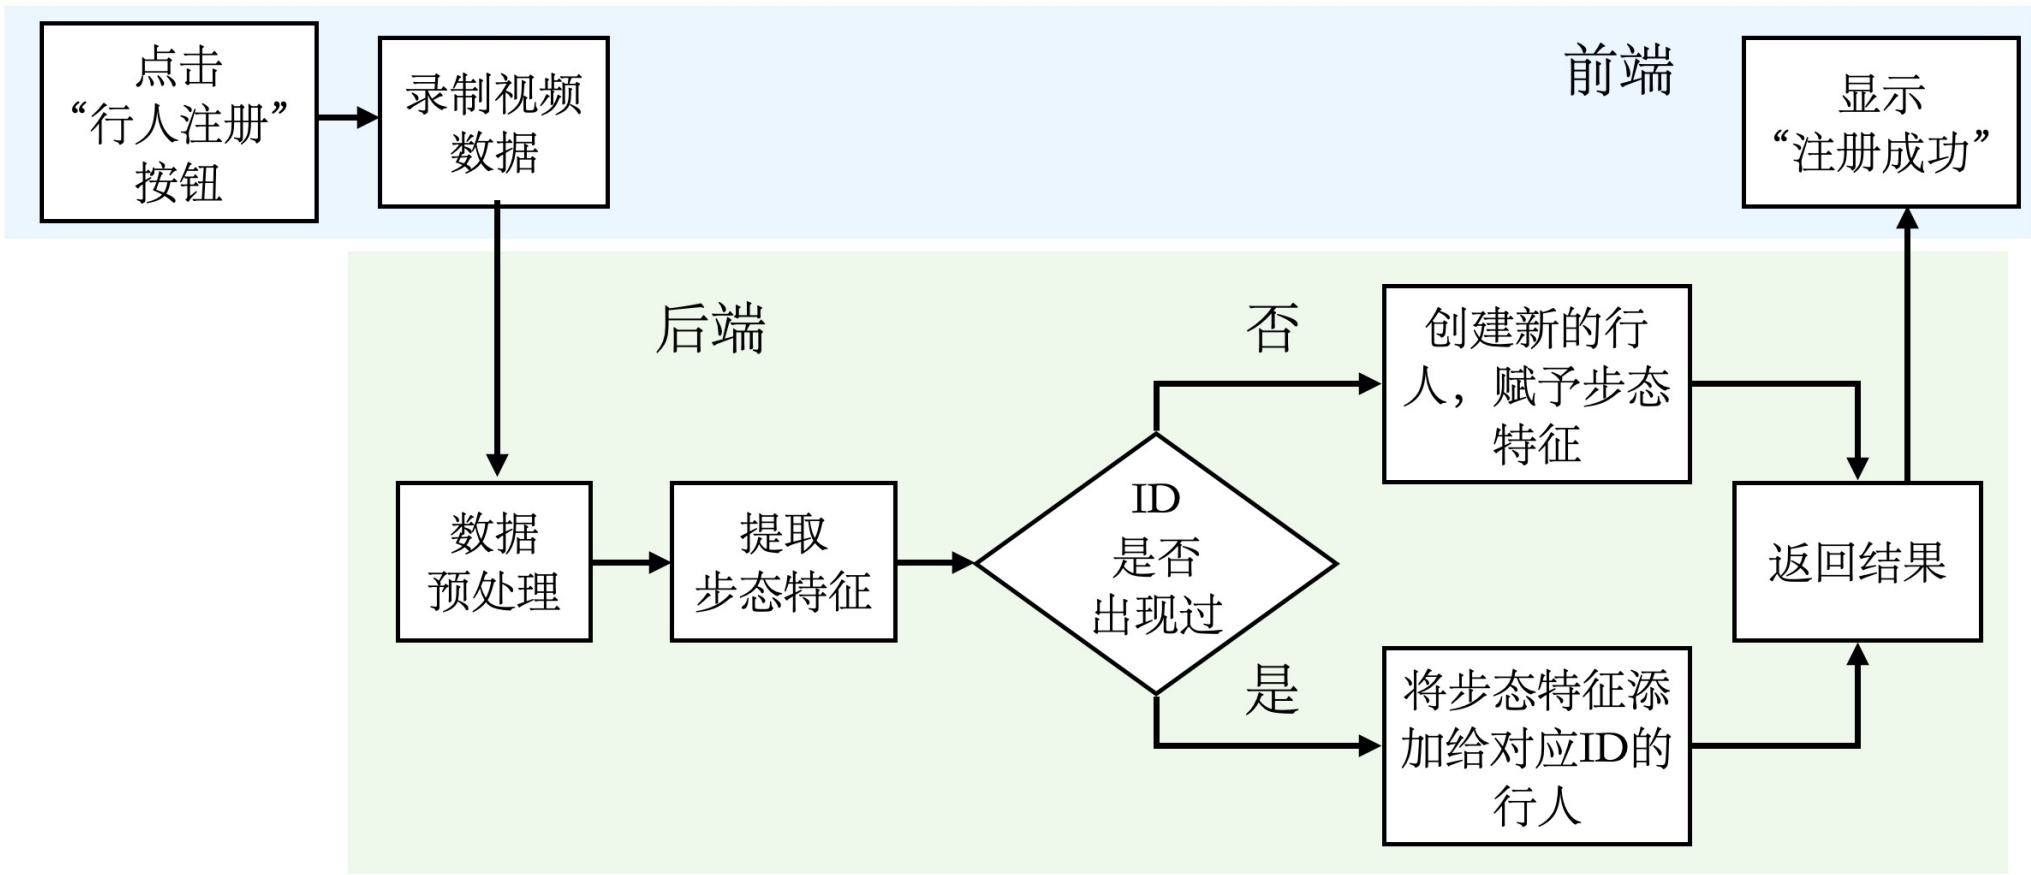 点击
“行人注册”
按钮
录制视频
数据
前端
显示
“注册成功”
后端
数据
预处理
提取
步态特征
ID
是否
出现过
否
创建新的行
人，赋予步态
特征
是
将步态特征添
加给对应ID的
行人
返回结果